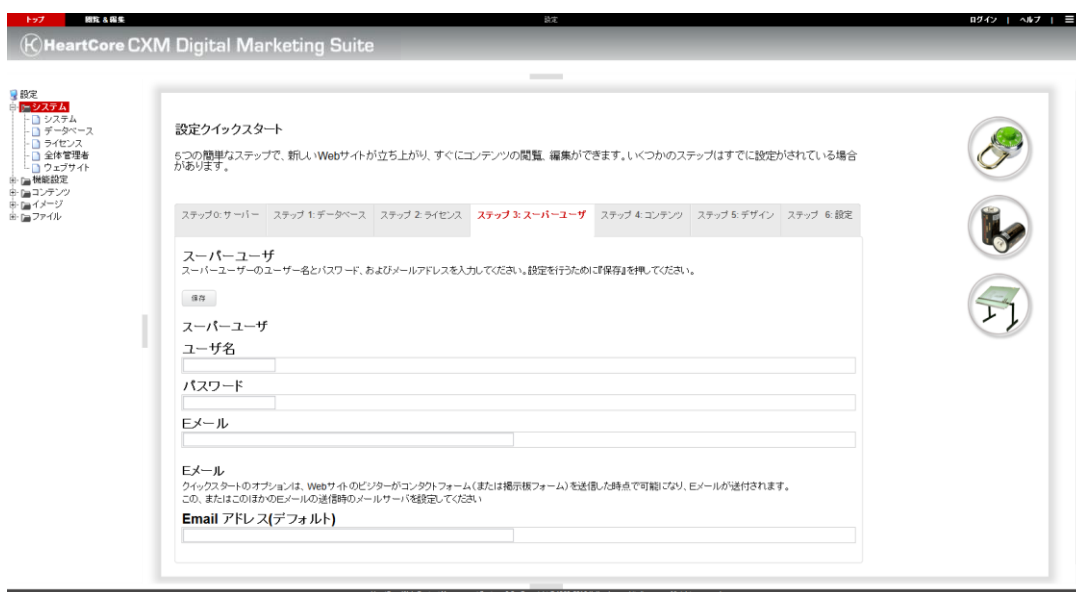 トップ 閲覧 & 編集 設定 ログイン | ヘルプ | ≡
HeartCore CXM Digital Marketing Suite
設定
システム
システム
データベース
ライセンス
全体管理者
ウェブサイト
機能設定
コンテンツ
イメージ
ファイル
設定クイックスタート
5つの簡単なステップで、新しいWebサイトが立ち上がり、すぐにコンテンツの閲覧、編集ができます。いくつかのステップはすでに設定がされている場合
があります。
ステップ0:サーバー ステップ 1:データベース ステップ 2:ライセンス ステップ 3:スーパーユーザ ステップ 4:コンテンツ ステップ 5:デザイン ステップ 6:設定
スーパーユーザ
スーパーユーザーのユーザー名とパスワード、およびメールアドレスを入力してください。設定を行うために『保存』を押してください。
保存
スーパーユーザ
ユーザ名
パスワード
Eメール
Eメール
クイックスタートのオプションは、Webサイトのビジターがコンタクトフォーム(または掲示板フォーム)を送信した時点で可能になり、Eメールが送付されます。
この、またはこのほかのEメールの送信時のメールサーバを設定してください
Email アドレス(デフォルト)